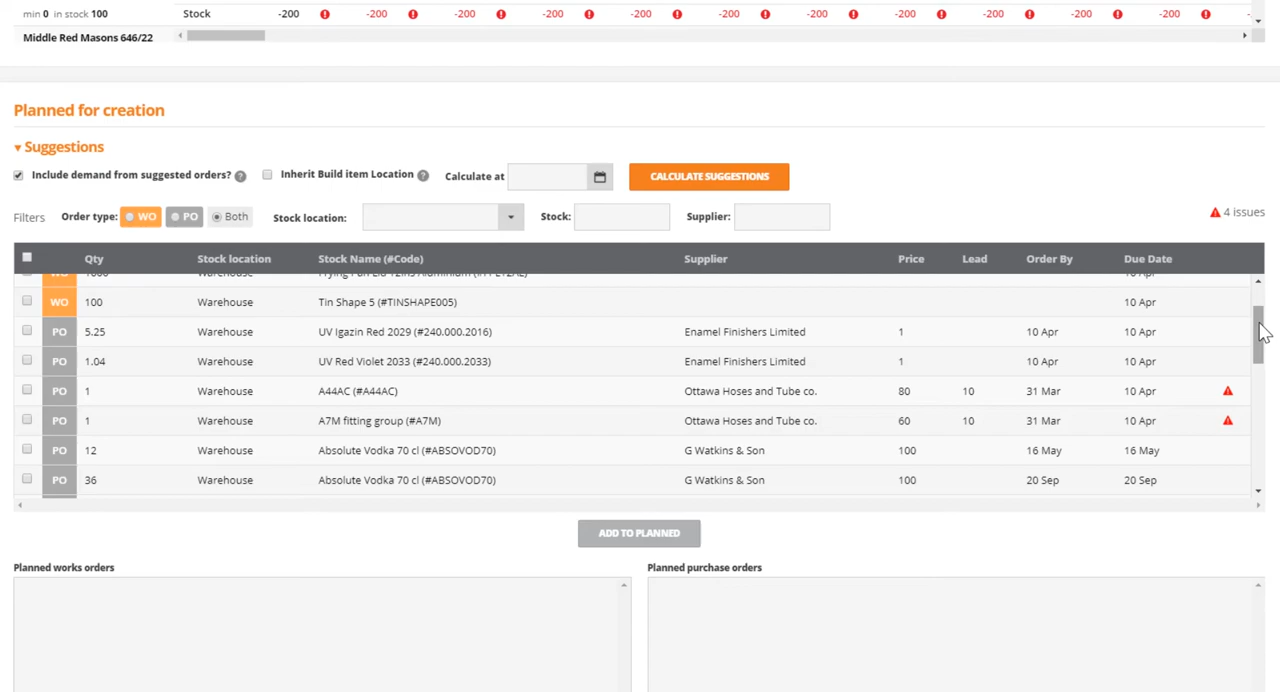 min 0 in stock 100 Stock -200 -200 -200 -200 -200 -200 -200 -200 -200 -200 -200
Middle Red Masons 646/22
Planned for creation
Suggestions
Include demand from suggested orders? Inherit Build item Location Calculate at CALCULATE SUGGESTIONS
Filters Order type: WO PO Both Stock location: Stock: Supplier: 4 issues
Qty Stock location Stock Name (#Code) Supplier Price Lead Order By Due Date
WO 100 Warehouse Tin Shape 5 (#TINSHAPE005) 10 Apr
PO 5.25 Warehouse UV Igazin Red 2029 (#240.000.2016) Enamel Finishers Limited 1 10 Apr 10 Apr
PO 1.04 Warehouse UV Red Violet 2033 (#240.000.2033) Enamel Finishers Limited 1 10 Apr 10 Apr
PO 1 Warehouse A44AC (#A44AC) Ottawa Hoses and Tube co. 80 10 31 Mar 10 Apr
PO 1 Warehouse A7M fitting group (#A7M) Ottawa Hoses and Tube co. 60 10 31 Mar 10 Apr
PO 12 Warehouse Absolute Vodka 70 cl (#ABSOVOD70) G Watkins & Son 100 16 May 16 May
PO 36 Warehouse Absolute Vodka 70 cl (#ABSOVOD70) G Watkins & Son 100 20 Sep 20 Sep
ADD TO PLANNED
Planned works orders Planned purchase orders